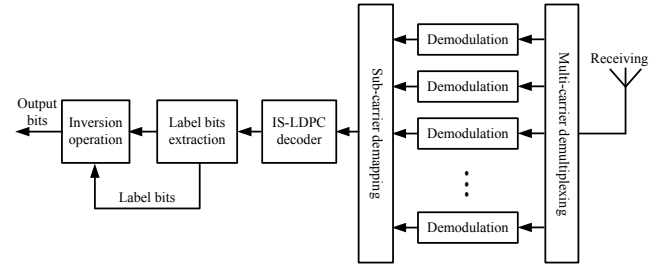 Output
bits
Inversion
operation
Label bits
extraction
Label bits
IS-LDPC
decoder
Sub-carrier demapping
Demodulation
Demodulation
Demodulation
Demodulation
Multi-carrier demultiplexing
Receiving